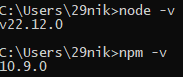 C:\Users\29nik>node -v
v22.12.0
C:\Users\29nik>npm -v
10.9.0